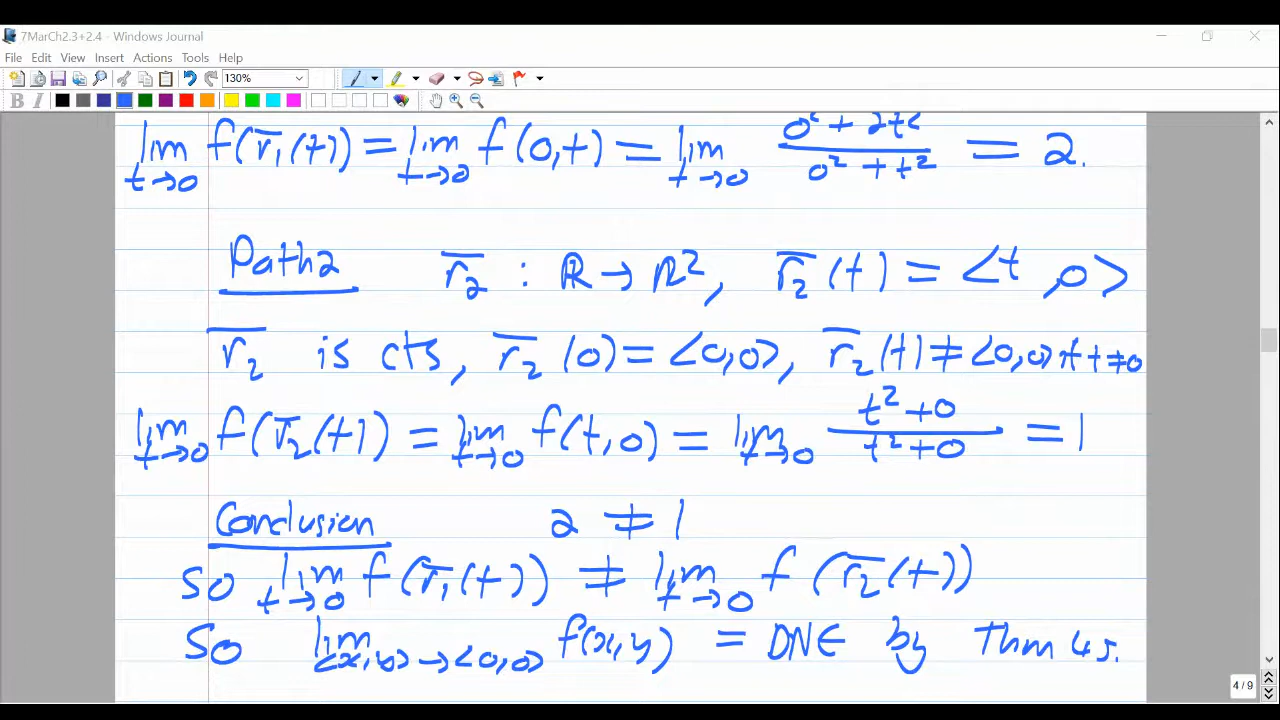 7MarCh2.3+2.4 - Windows Journal
File Edit View Insert Actions Tools Help
130%
B I
lim t→0 f(r̅₁(t)) = lim t→0 f(0,t) = lim t→0 (0² + 2t²)/(0² + t²) = 2.
Path2 r̅₂ : ℝ → ℝ², r̅₂(t) = <t, 0>
r̅₂ is cts, r̅₂(0) = <0,0>, r̅₂(t) ≠ <0,0> ∀ t ≠ 0
lim t→0 f(r̅₂(t)) = lim t→0 f(t,0) = lim t→0 (t² + 0)/(t² + 0) = 1
Conclusion 2 ≠ 1
So lim t→0 f(r̅₁(t)) ≠ lim t→0 f(r̅₂(t))
So lim <x,y>→<0,0> f(x,y) = DNE by Thm 45.
4 / 9